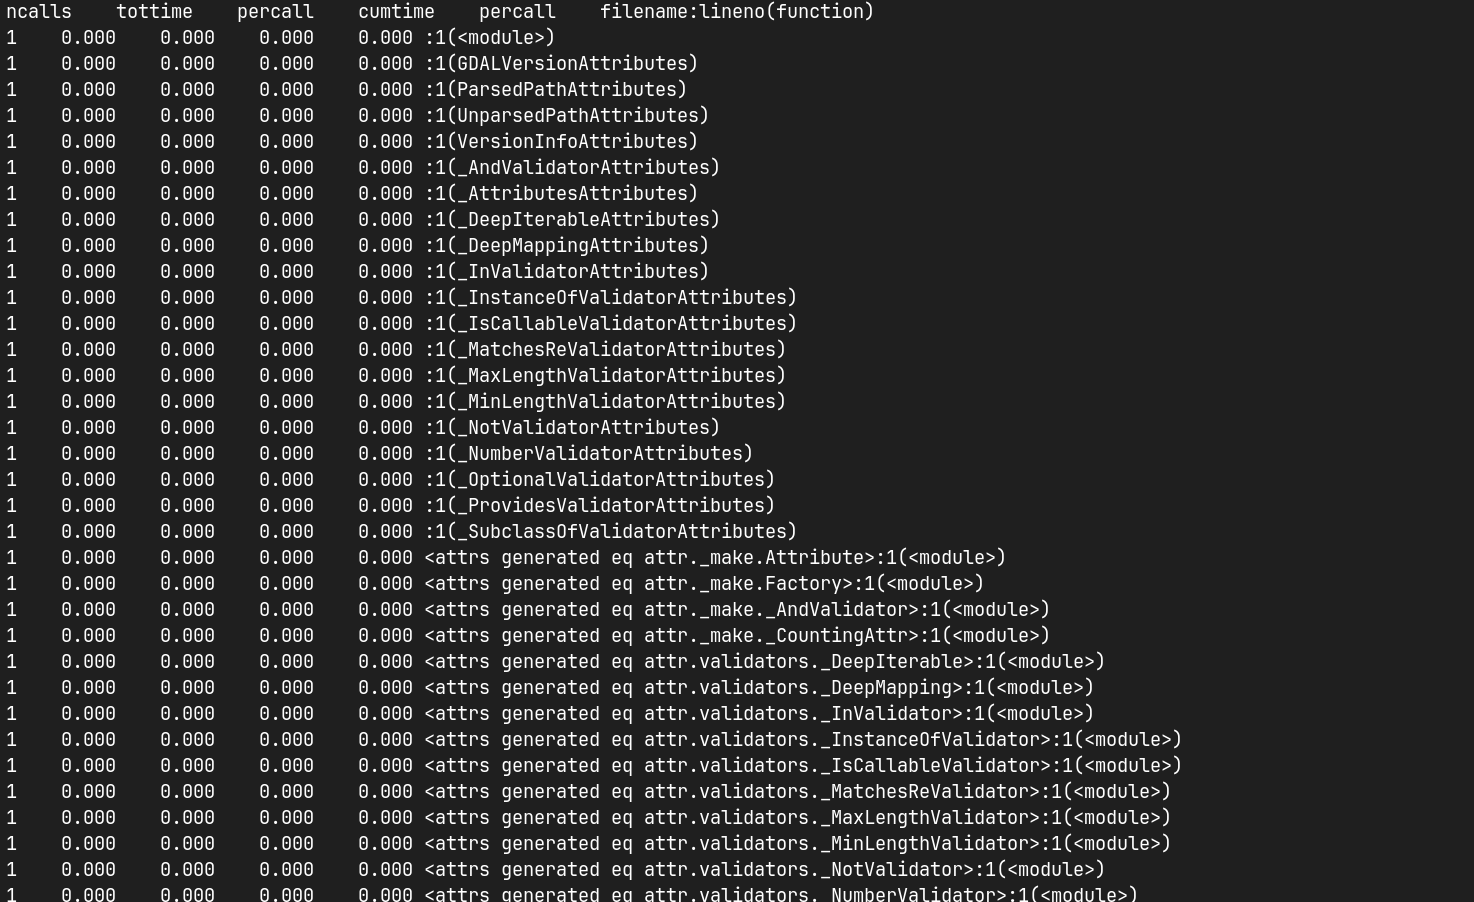 ncalls    tottime    percall    cumtime    percall    filename:lineno(function)
1    0.000    0.000    0.000    0.000 :1(<module>)
1    0.000    0.000    0.000    0.000 :1(GDALVersionAttributes)
1    0.000    0.000    0.000    0.000 :1(ParsedPathAttributes)
1    0.000    0.000    0.000    0.000 :1(UnparsedPathAttributes)
1    0.000    0.000    0.000    0.000 :1(VersionInfoAttributes)
1    0.000    0.000    0.000    0.000 :1(_AndValidatorAttributes)
1    0.000    0.000    0.000    0.000 :1(_AttributesAttributes)
1    0.000    0.000    0.000    0.000 :1(_DeepIterableAttributes)
1    0.000    0.000    0.000    0.000 :1(_DeepMappingAttributes)
1    0.000    0.000    0.000    0.000 :1(_InValidatorAttributes)
1    0.000    0.000    0.000    0.000 :1(_InstanceOfValidatorAttributes)
1    0.000    0.000    0.000    0.000 :1(_IsCallableValidatorAttributes)
1    0.000    0.000    0.000    0.000 :1(_MatchesReValidatorAttributes)
1    0.000    0.000    0.000    0.000 :1(_MaxLengthValidatorAttributes)
1    0.000    0.000    0.000    0.000 :1(_MinLengthValidatorAttributes)
1    0.000    0.000    0.000    0.000 :1(_NotValidatorAttributes)
1    0.000    0.000    0.000    0.000 :1(_NumberValidatorAttributes)
1    0.000    0.000    0.000    0.000 :1(_OptionalValidatorAttributes)
1    0.000    0.000    0.000    0.000 :1(_ProvidesValidatorAttributes)
1    0.000    0.000    0.000    0.000 :1(_SubclassOfValidatorAttributes)
1    0.000    0.000    0.000    0.000 <attrs generated eq attr._make.Attribute>:1(<module>)
1    0.000    0.000    0.000    0.000 <attrs generated eq attr._make.Factory>:1(<module>)
1    0.000    0.000    0.000    0.000 <attrs generated eq attr._make._AndValidator>:1(<module>)
1    0.000    0.000    0.000    0.000 <attrs generated eq attr._make._CountingAttr>:1(<module>)
1    0.000    0.000    0.000    0.000 <attrs generated eq attr.validators._DeepIterable>:1(<module>)
1    0.000    0.000    0.000    0.000 <attrs generated eq attr.validators._DeepMapping>:1(<module>)
1    0.000    0.000    0.000    0.000 <attrs generated eq attr.validators._InValidator>:1(<module>)
1    0.000    0.000    0.000    0.000 <attrs generated eq attr.validators._InstanceOfValidator>:1(<module>)
1    0.000    0.000    0.000    0.000 <attrs generated eq attr.validators._IsCallableValidator>:1(<module>)
1    0.000    0.000    0.000    0.000 <attrs generated eq attr.validators._MatchesReValidator>:1(<module>)
1    0.000    0.000    0.000    0.000 <attrs generated eq attr.validators._MaxLengthValidator>:1(<module>)
1    0.000    0.000    0.000    0.000 <attrs generated eq attr.validators._MinLengthValidator>:1(<module>)
1    0.000    0.000    0.000    0.000 <attrs generated eq attr.validators._NotValidator>:1(<module>)
1    0.000    0.000    0.000    0.000 <attrs generated eq attr.validators._NumberValidator>:1(<module>)